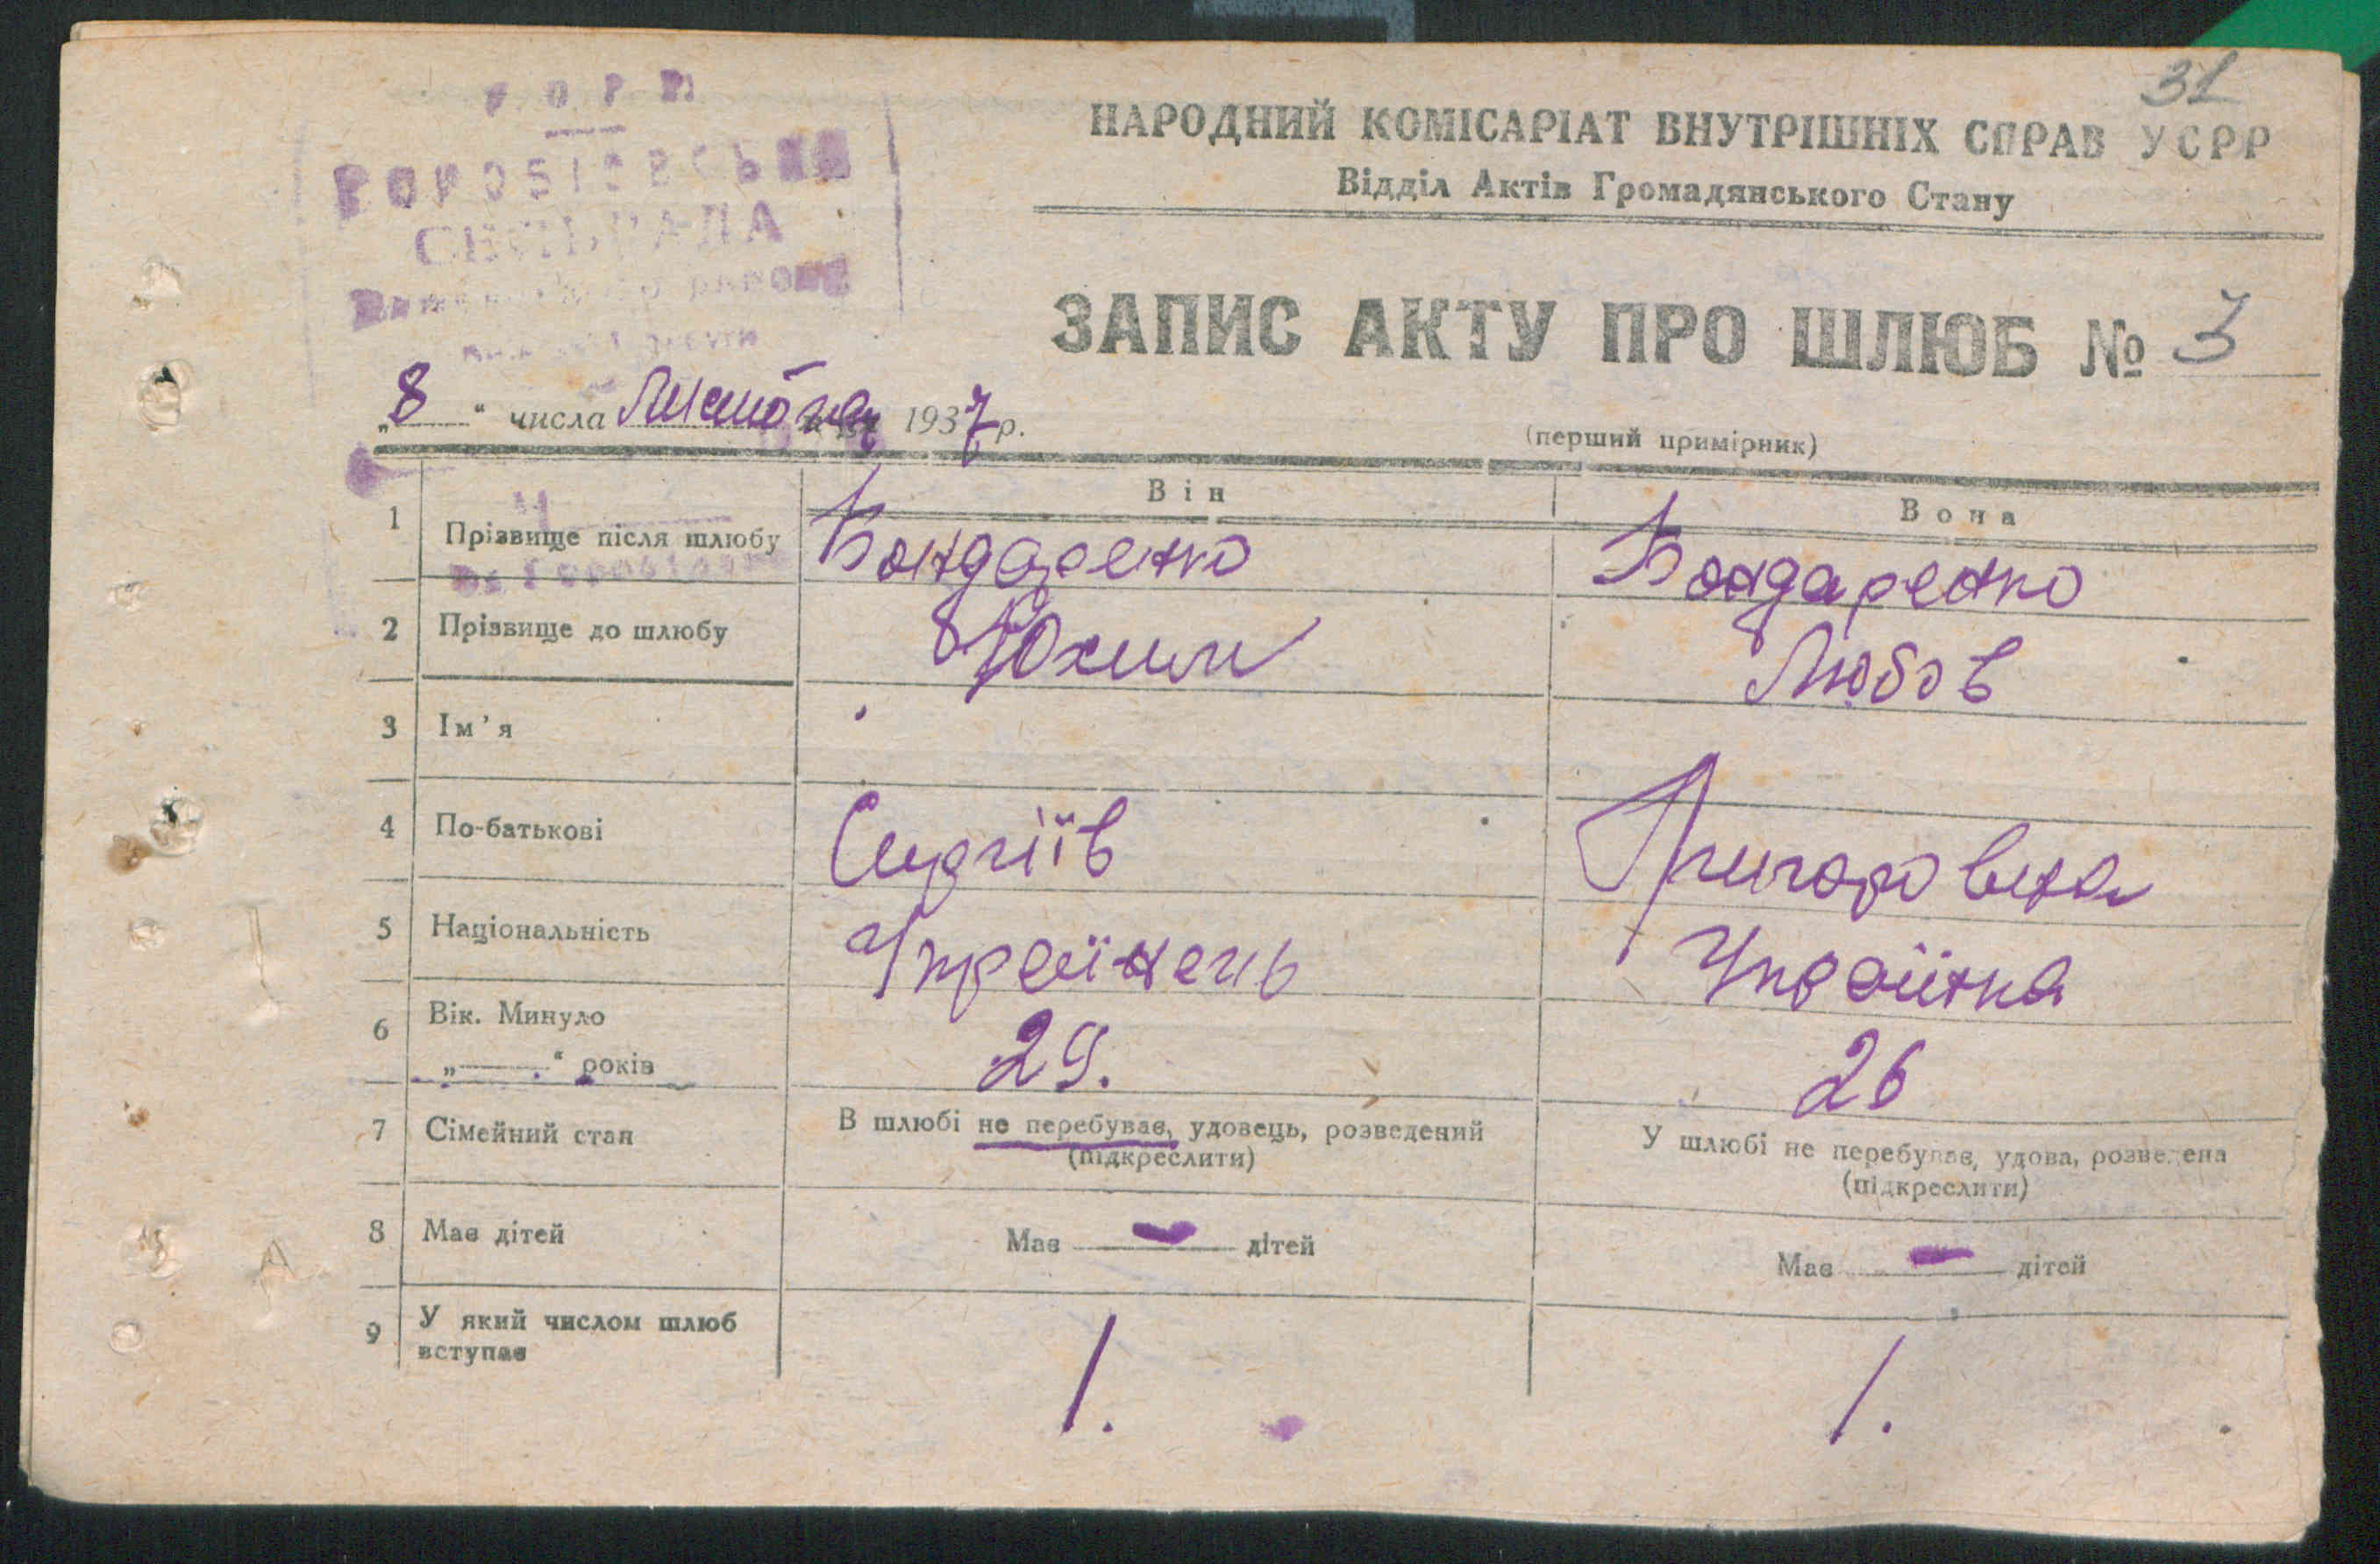 31
НАРОДНИЙ КОМІСАРІАТ ВНУТРІШНІХ СПРАВ УСРР
Відділ Актів Громадянського Стану
СІЛЬРАДА
ЗАПИС АКТУ ПРО ШЛЮБ № 3
„8“ числа Листопада 1937 р.
(перший примірник)
Він Вона
1 Прізвище після шлюбу Бондаренко Бондаренко
2 Прізвище до шлюбу Юхим Любов
3 Ім'я
4 По-батькові Сиргіїв Григоровена
5 Національність Українець Українка
6 Вік. Минуло
„—“ років 29. 26
7 Сімейний стан В шлюбі не перебував, удовець, розведений У шлюбі не перебував, удова, розведена
(підкреслити) (підкреслити)
8 Має дітей Має — дітей Має — дітей
9 У який числом шлюб
вступає 1. 1.